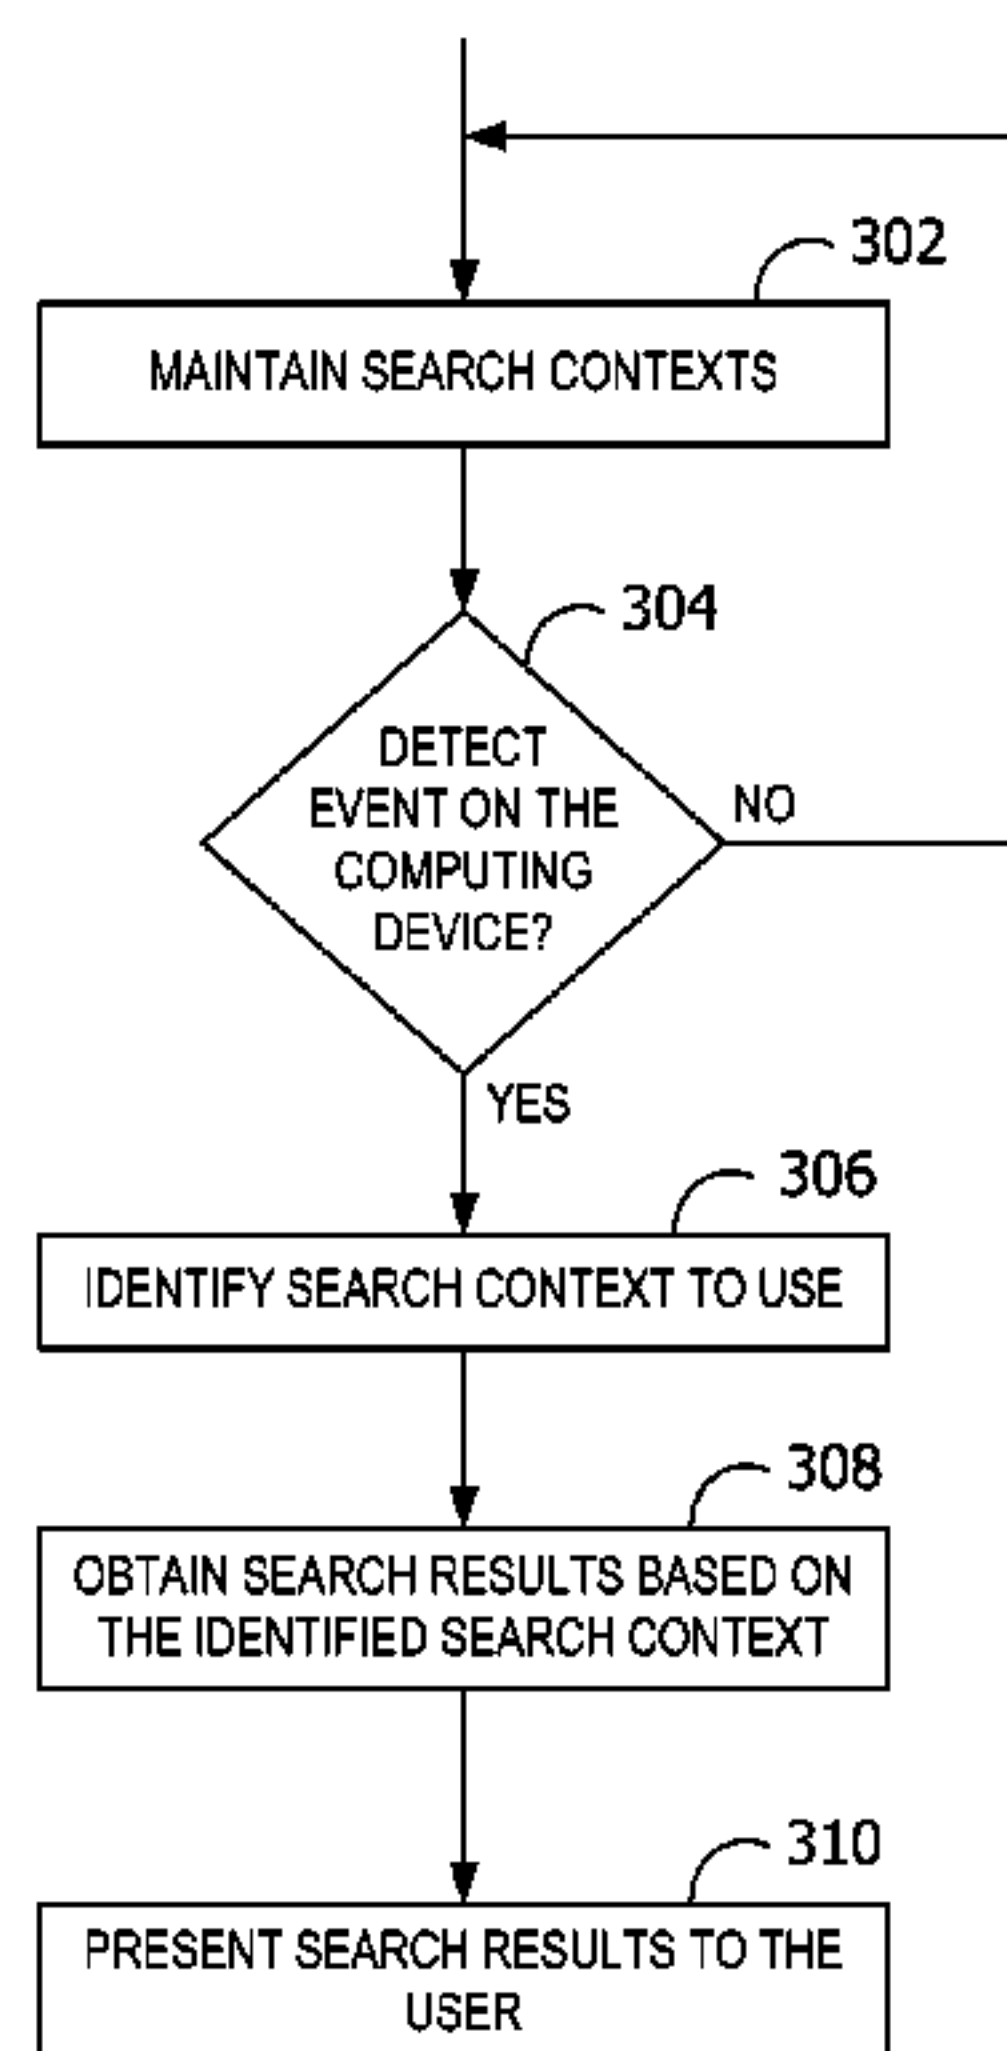 302
MAINTAIN SEARCH CONTEXTS
304
DETECT
EVENT ON THE
COMPUTING
DEVICE?
NO
YES
306
IDENTIFY SEARCH CONTEXT TO USE
308
OBTAIN SEARCH RESULTS BASED ON
THE IDENTIFIED SEARCH CONTEXT
310
PRESENT SEARCH RESULTS TO THE
USER